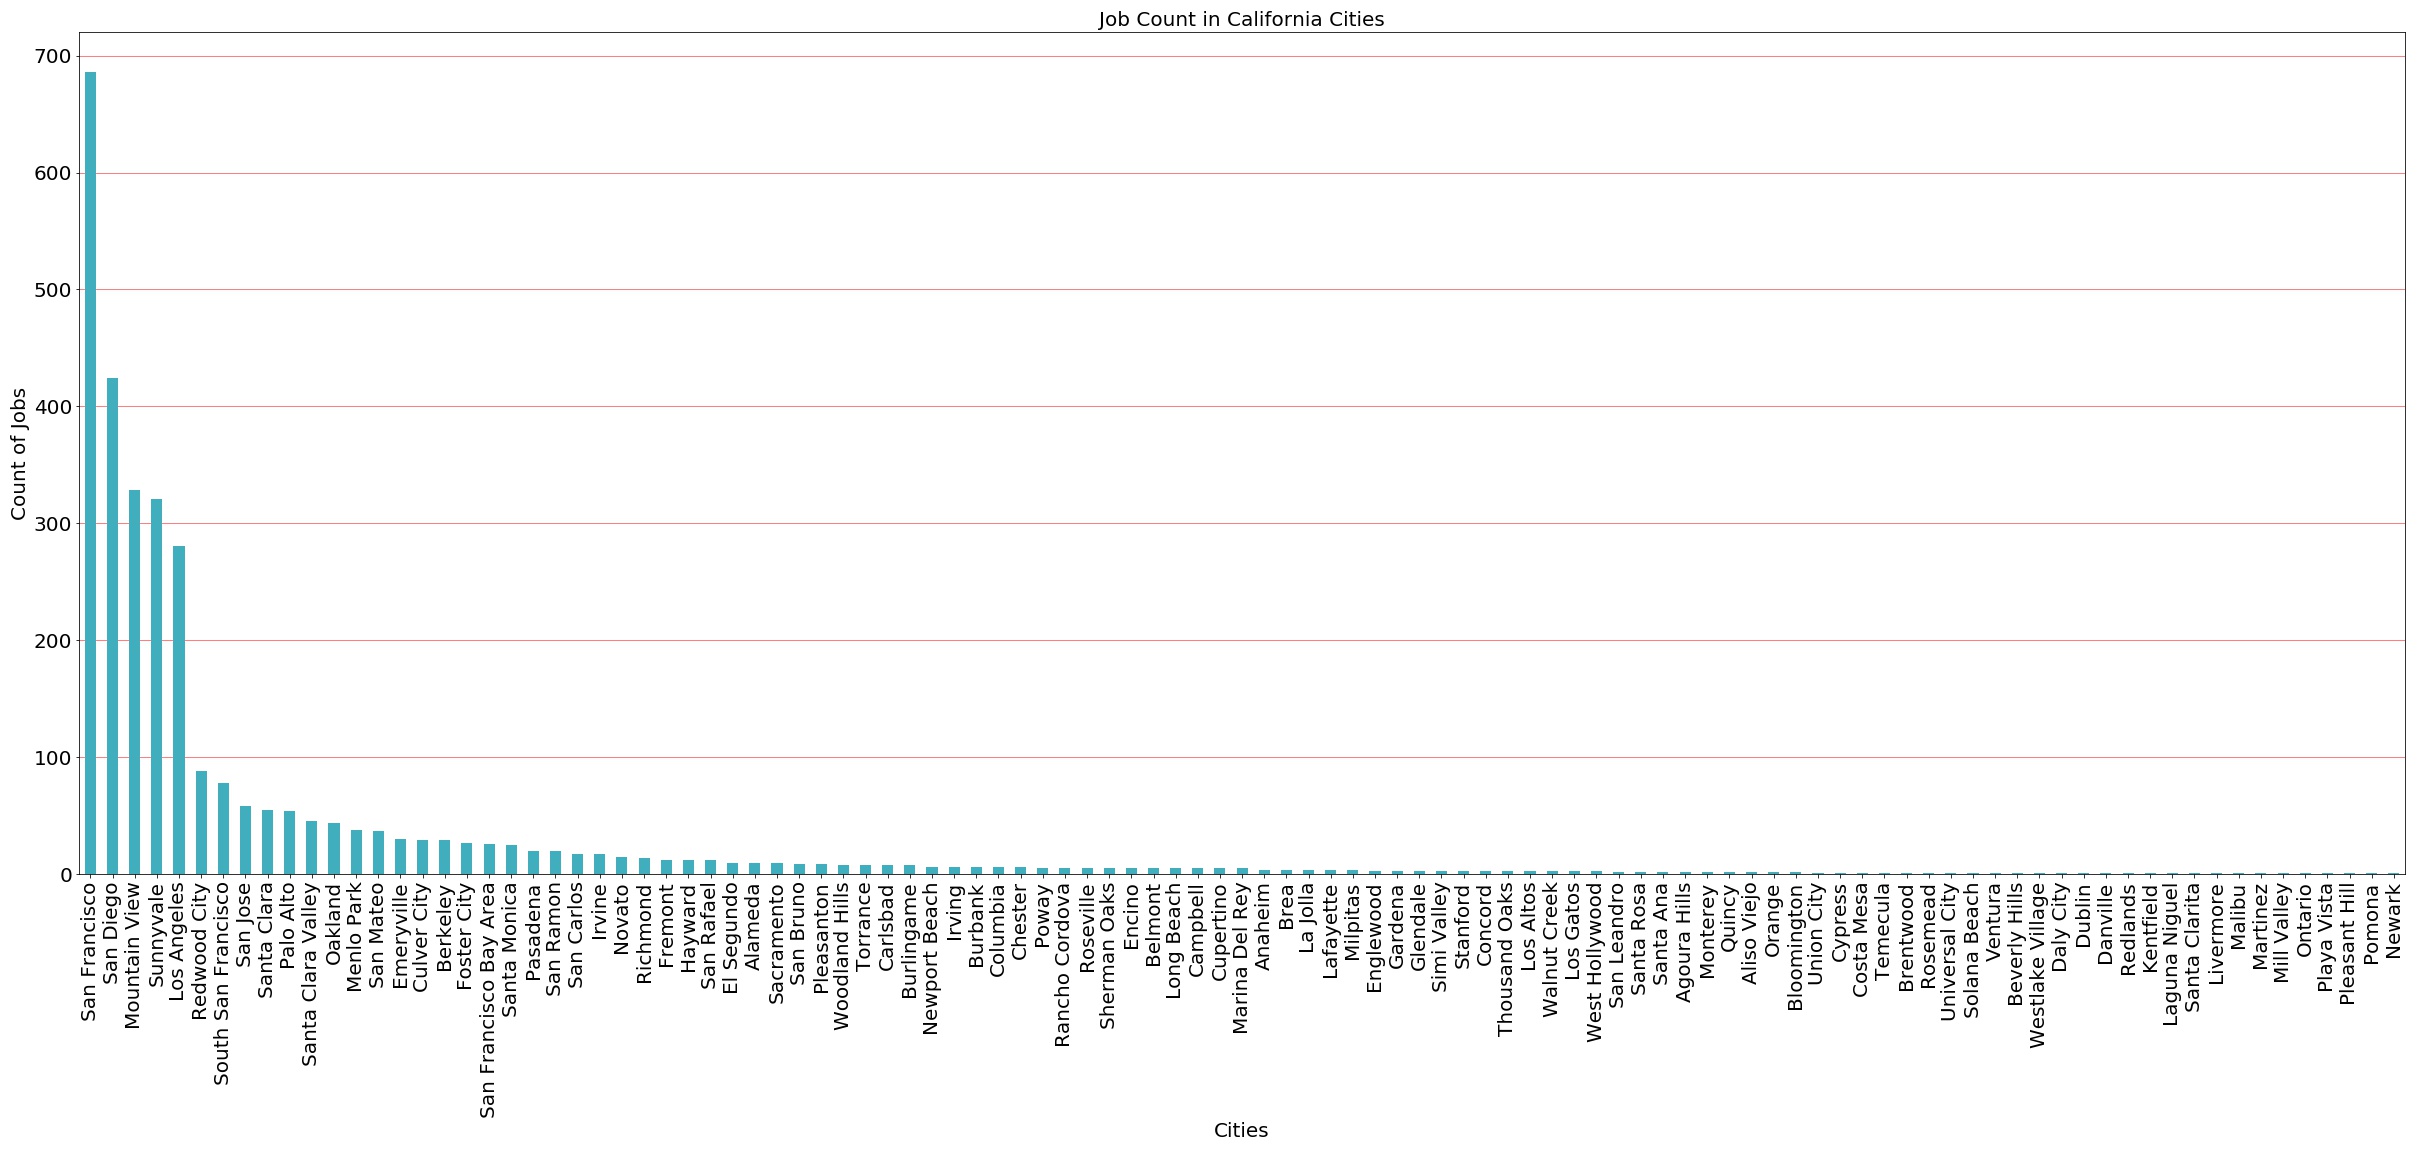 Job Count in California Cities
Count of Jobs
700
600
500
400
300
200
100
0
San Francisco
San Diego
Mountain View
Sunnyvale
Los Angeles
Redwood City
South San Francisco
San Jose
Santa Clara
Palo Alto
Santa Clara Valley
Oakland
Menlo Park
San Mateo
Emeryville
Culver City
Berkeley
Foster City
San Francisco Bay Area
Santa Monica
Pasadena
San Ramon
San Carlos
Irvine
Novato
Richmond
Fremont
Hayward
San Rafael
El Segundo
Alameda
Sacramento
San Bruno
Pleasanton
Woodland Hills
Torrance
Carlsbad
Burlingame
Newport Beach
Irving
Burbank
Columbia
Chester
Poway
Rancho Cordova
Roseville
Sherman Oaks
Encino
Belmont
Long Beach
Campbell
Cupertino
Marina Del Rey
Anaheim
Brea
La Jolla
Lafayette
Milpitas
Englewood
Gardena
Glendale
Simi Valley
Stanford
Concord
Thousand Oaks
Los Altos
Walnut Creek
Los Gatos
West Hollywood
San Leandro
Santa Rosa
Santa Ana
Agoura Hills
Monterey
Quincy
Aliso Viejo
Orange
Bloomington
Union City
Cypress
Costa Mesa
Temecula
Brentwood
Rosemead
Universal City
Solana Beach
Ventura
Beverly Hills
Westlake Village
Daly City
Dublin
Danville
Redlands
Kentfield
Laguna Niguel
Santa Clarita
Livermore
Malibu
Martinez
Mill Valley
Ontario
Playa Vista
Pleasant Hill
Pomona
Newark
Cities